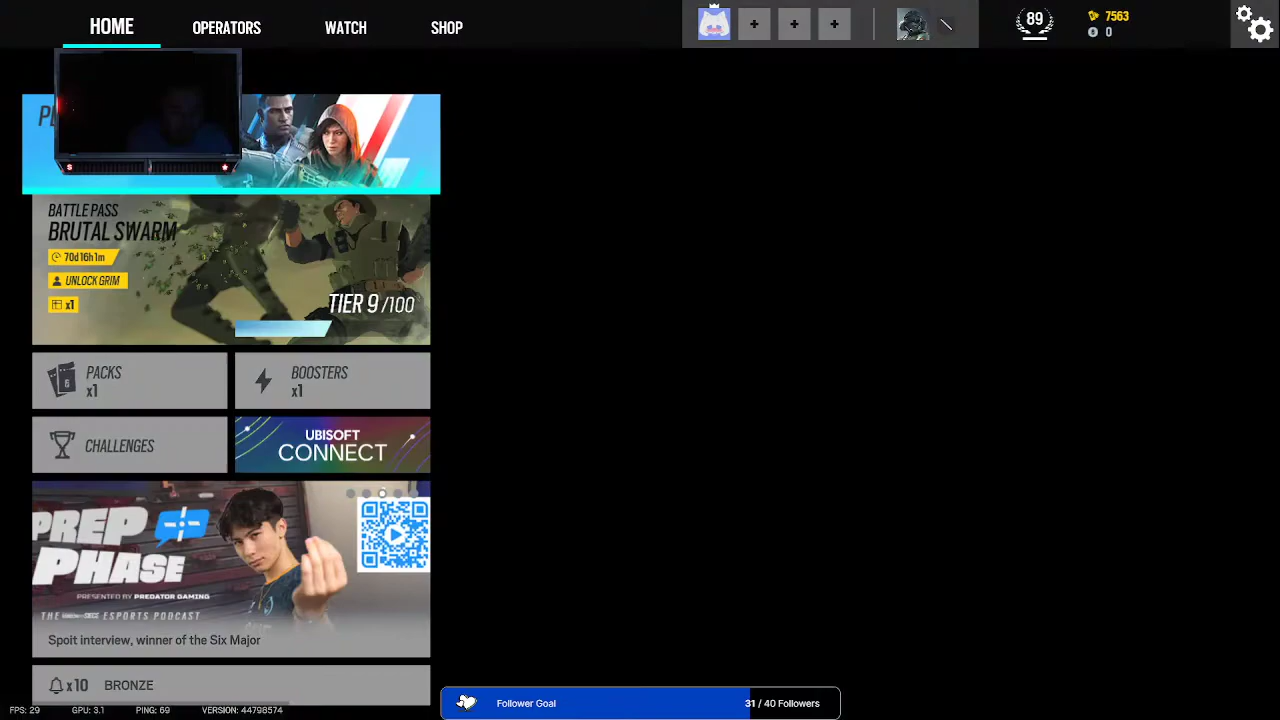 HOME
OPERATORS
WATCH
SHOP
89
7563
0
BATTLE PASS
BRUTAL SWARM
70d 16h 1m
UNLOCK GRIM
x1
TIER 9 /100
PACKS
x1
BOOSTERS
x1
CHALLENGES
UBISOFT
CONNECT
PREP
PHASE
PRESENTED BY PREDATOR GAMING
ESPORTS PODCAST
Spoit interview, winner of the Six Major
x10 BRONZE
FPS: 29 GPU: 3.1 PING: 69 VERSION: 44798574
Follower Goal
31 / 40 Followers